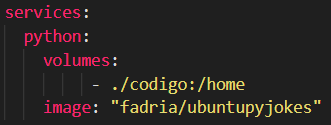 services:
  python:
    volumes:
         - ./codigo:/home
    image: "fadria/ubuntupyjokes"